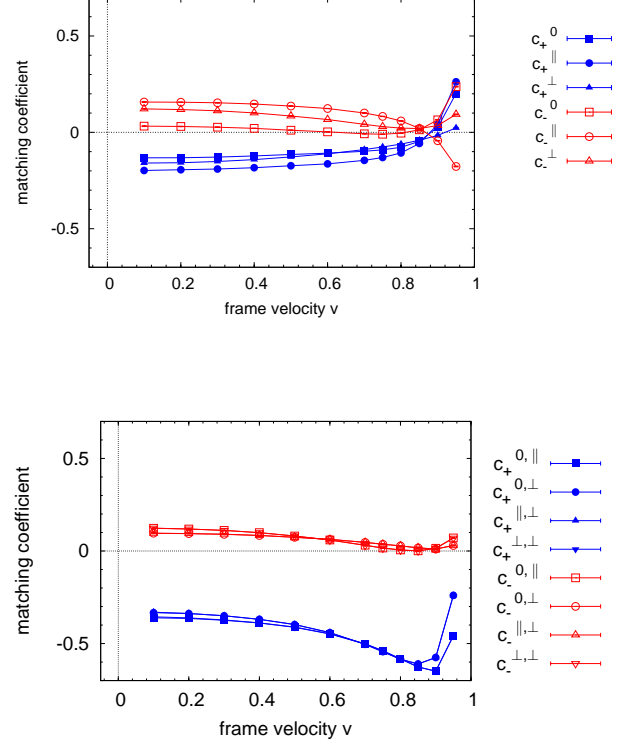 0.5
0
-0.5
0
0.2
0.4
0.6
0.8
1
matching coefficient
frame velocity v
c₊⁰
c₊^∥
c₊^⊥
c₋⁰
c₋^∥
c₋^⊥
0.5
0
-0.5
0
0.2
0.4
0.6
0.8
1
matching coefficient
frame velocity v
c₊^0,∥
c₊^0,⊥
c₊^∥,⊥
c₊^⊥,⊥
c₋^0,∥
c₋^0,⊥
c₋^∥,⊥
c₋^⊥,⊥